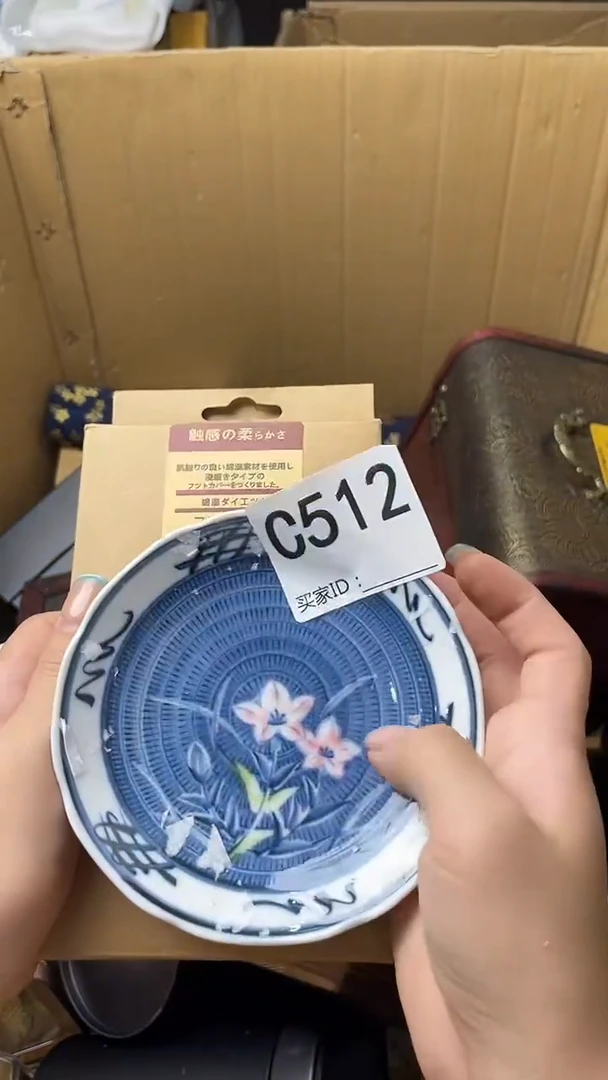 触感の柔らかさ
肌触りの良い綿混素材を使用し
浅履きタイプの
フットカバーをつくりました。
C512
买家ID：